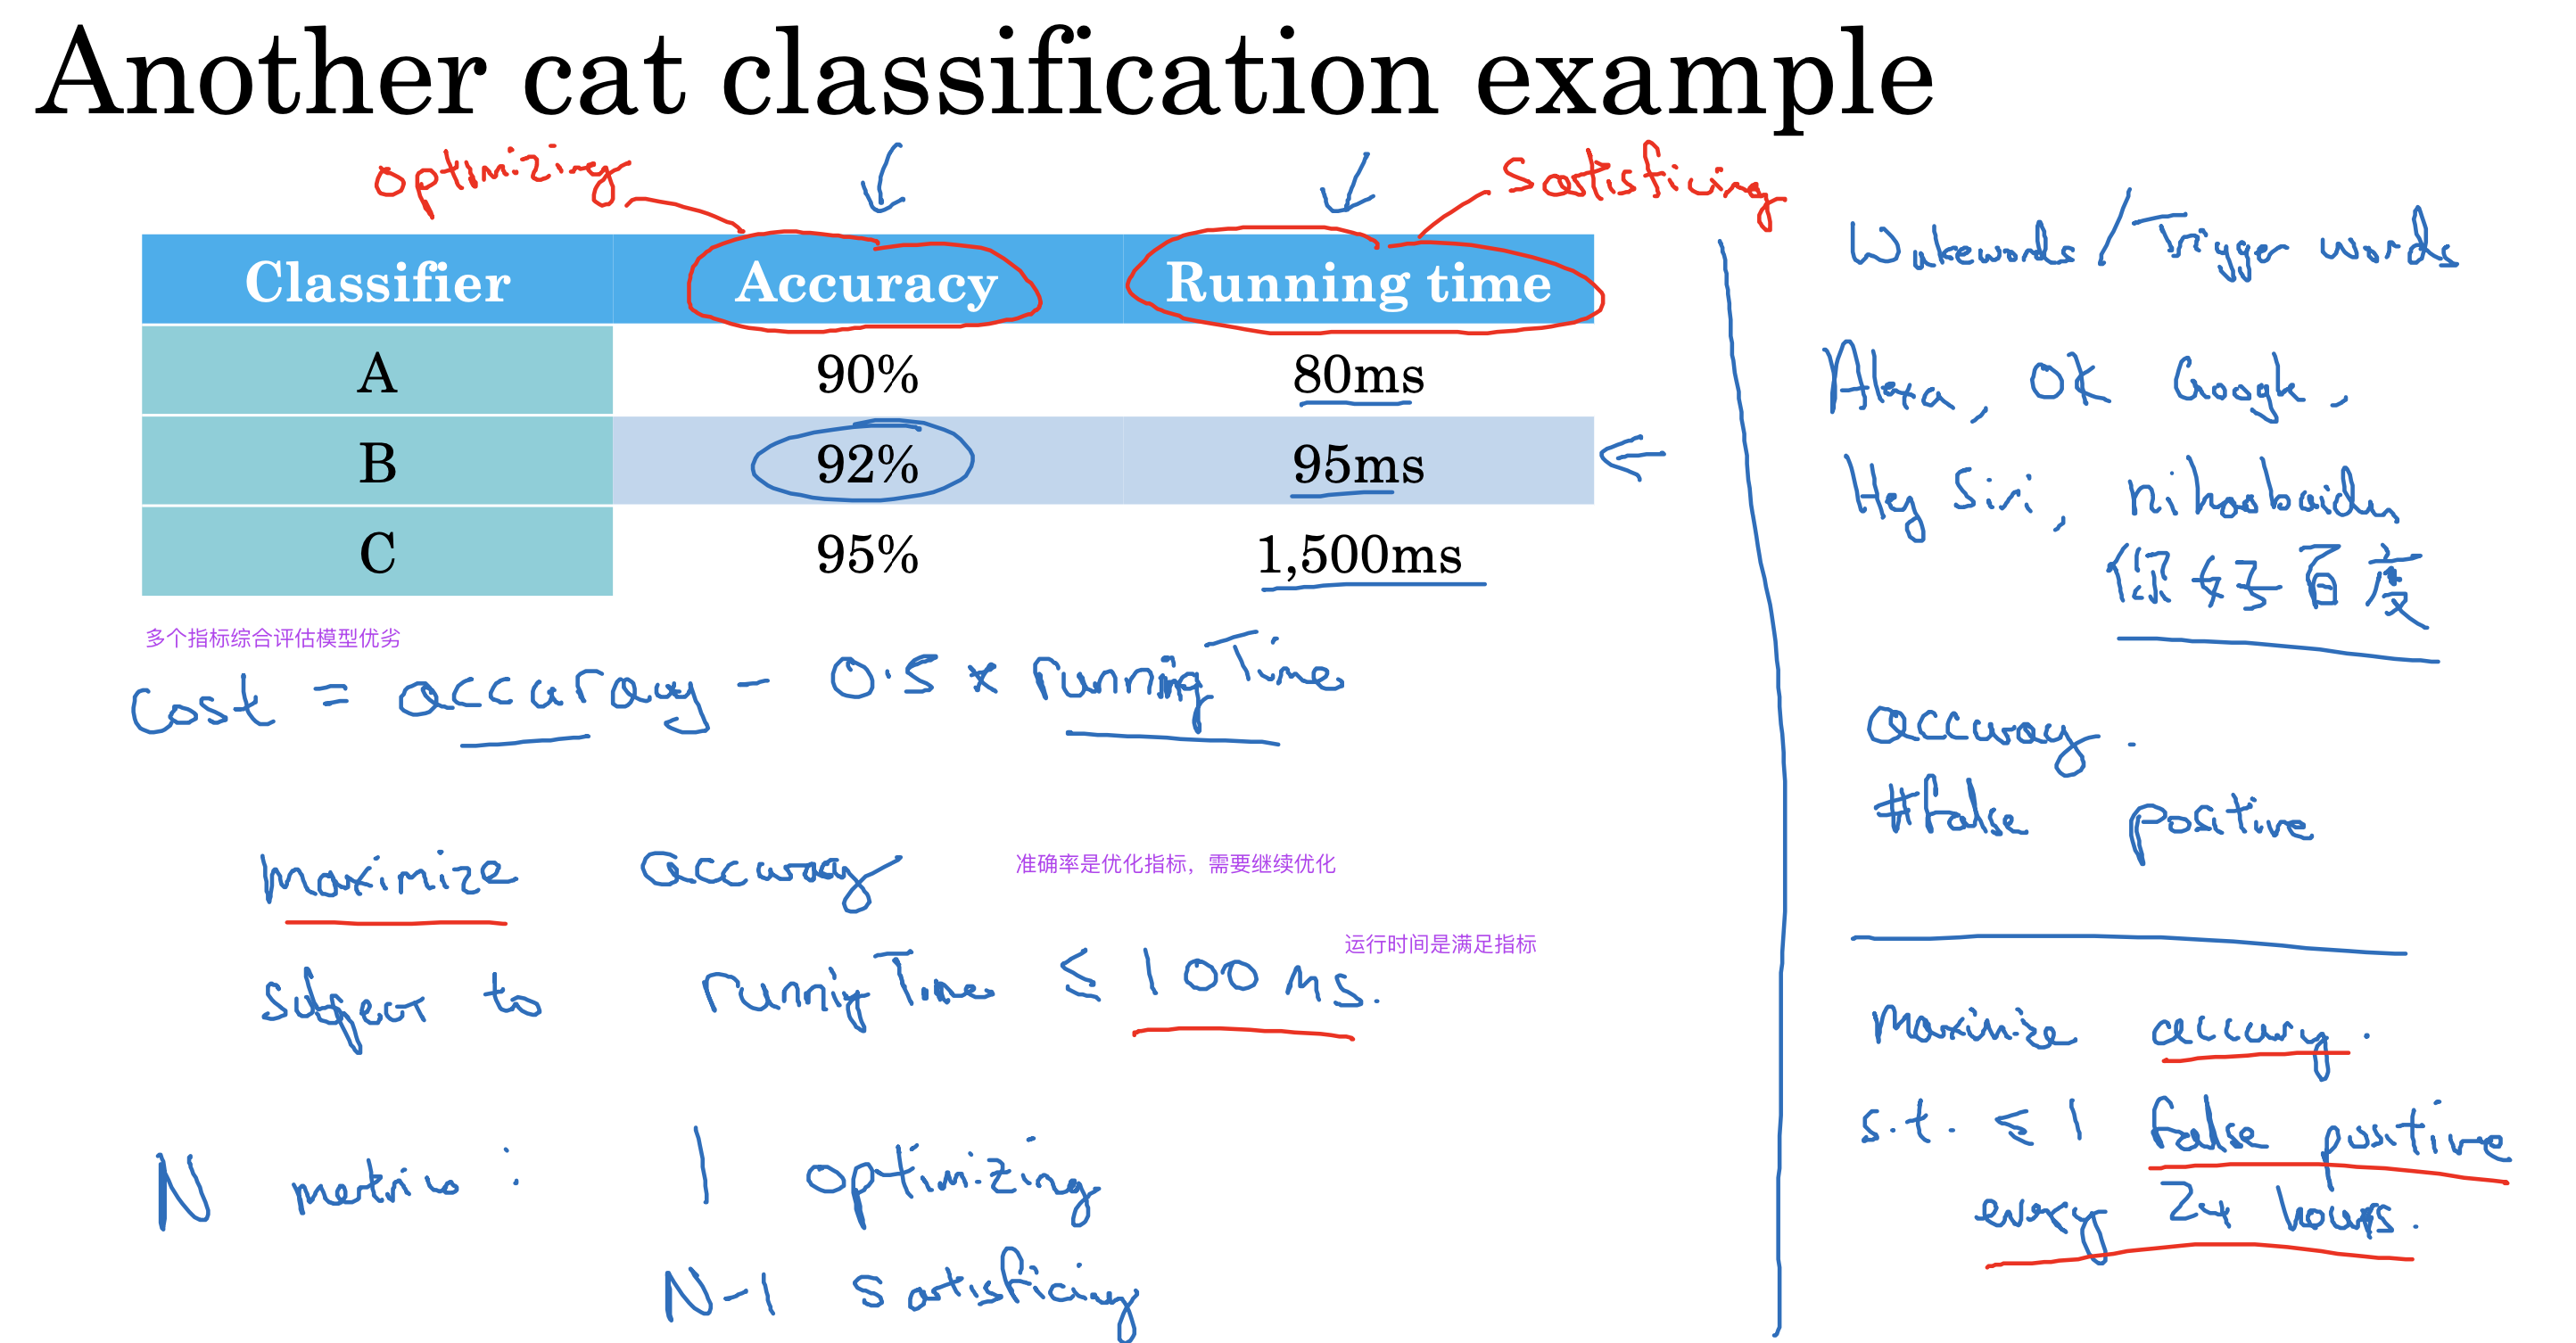 Another cat classification example
optimizing
satisficing
Classifier Accuracy Running time
A 90% 80ms
B 92% 95ms
C 95% 1,500ms
多个指标综合评估模型优劣
cost = accuracy - 0.5 x runningTime
maximize accuracy
准确率是优化指标，需要继续优化
subject to runningTime ≤ 100 ms.
运行时间是满足指标
N metrics : 1 optimizing
N-1 satisficing
Wakewords / Trigger words
Alexa, OK Google,
Hey Siri, nihaobaidu
你好百度
accuracy.
#false positive
maximize accuracy.
s.t. ≤ 1 false positive
every 24 hours.